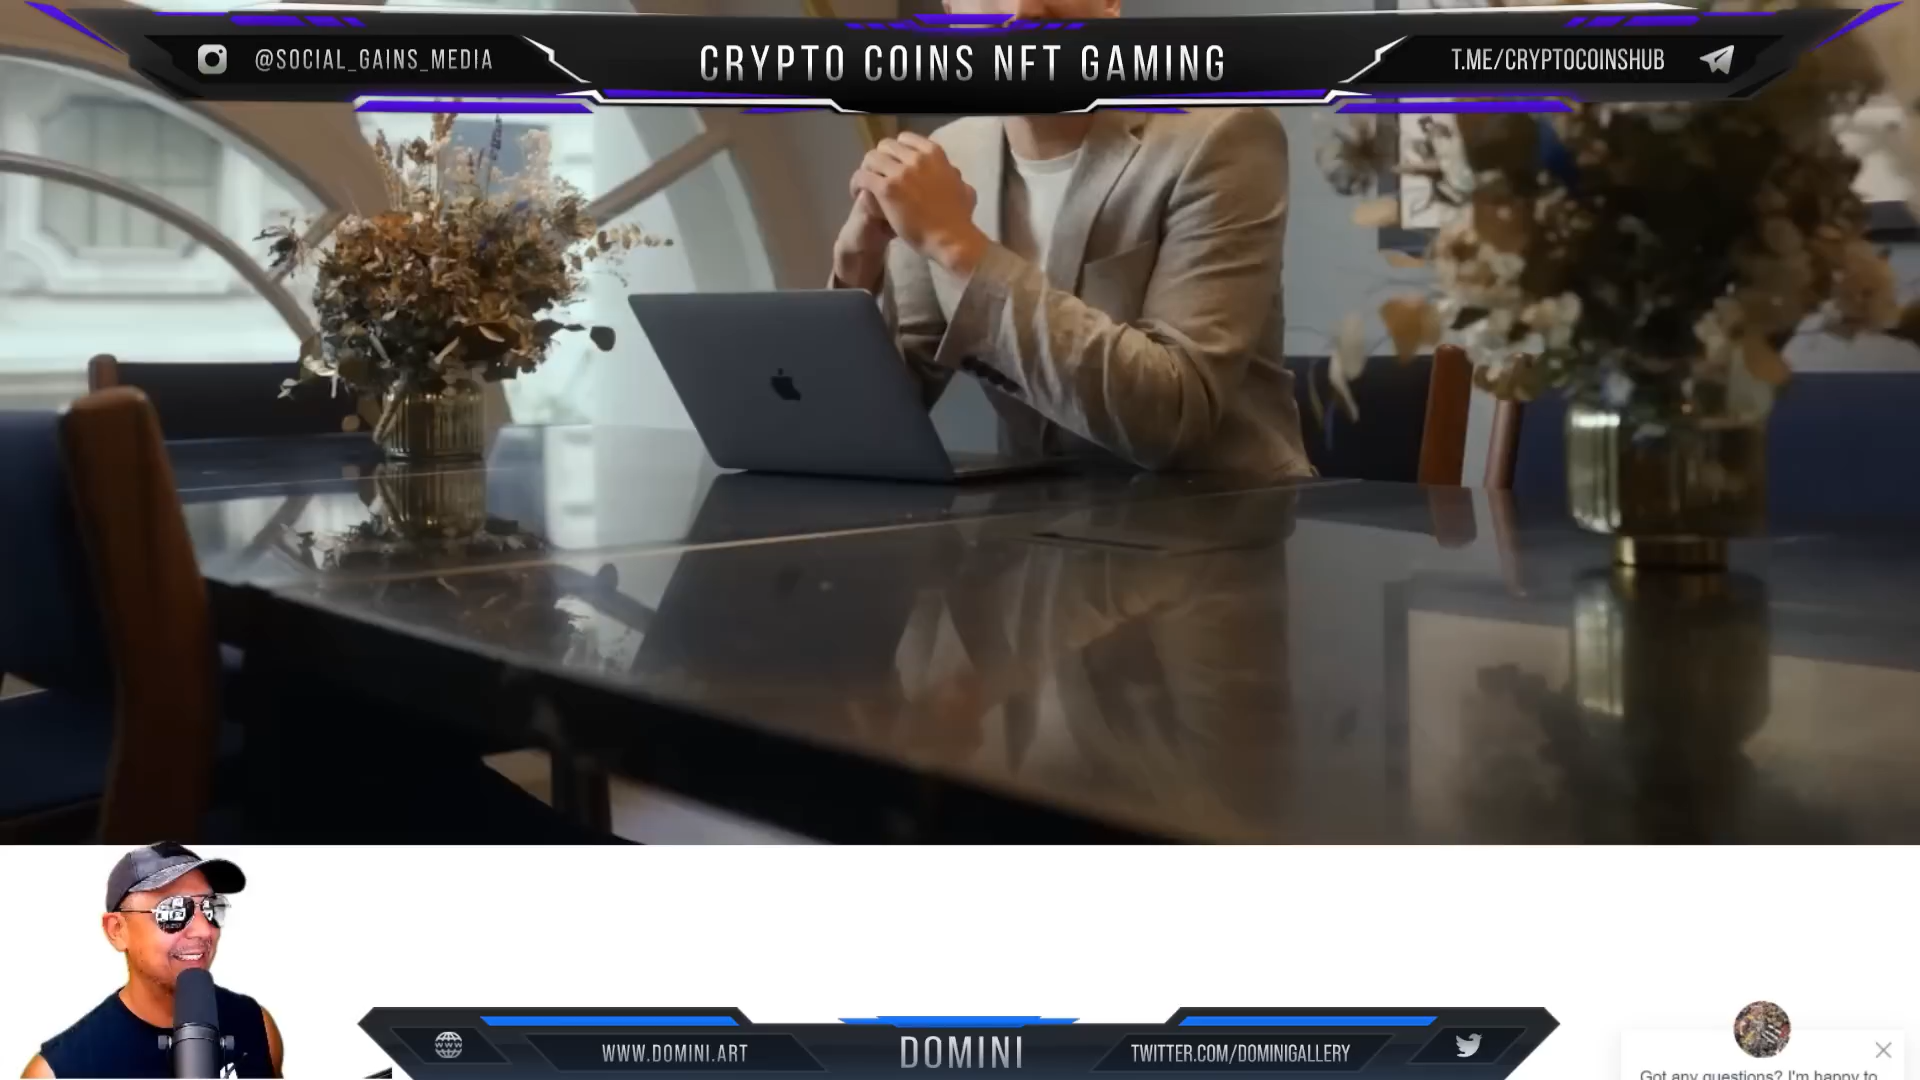 @SOCIAL_GAINS_MEDIA
CRYPTO COINS NFT GAMING
T.ME/CRYPTOCOINSHUB
WWW.DOMINI.ART
DOMINI
TWITTER.COM/DOMINIGALLERY
Got any questions? I'm happy to